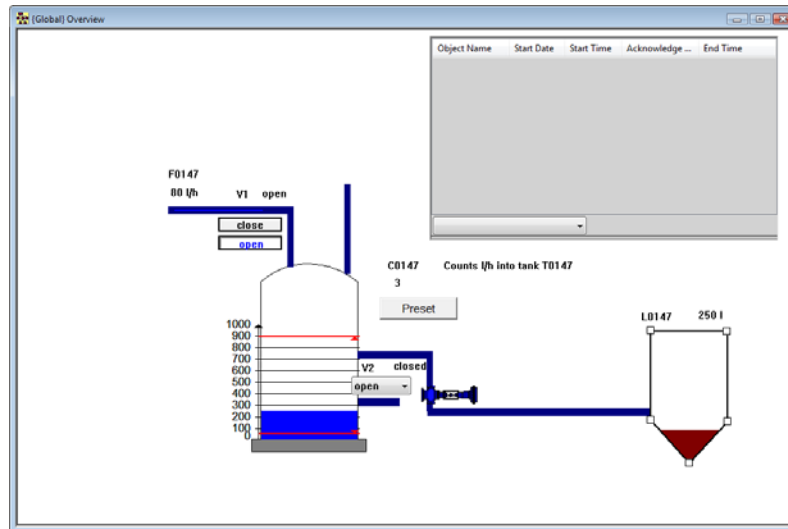 (Global) Overview
Object Name Start Date Start Time Acknowledge ... End Time
F0147
80 l/h V1 open
close
open
C0147 Counts l/h into tank T0147
3
Preset
L0147 250 l
1000
900
800
700
600
500
400
300
200
100
0
V2 closed
open